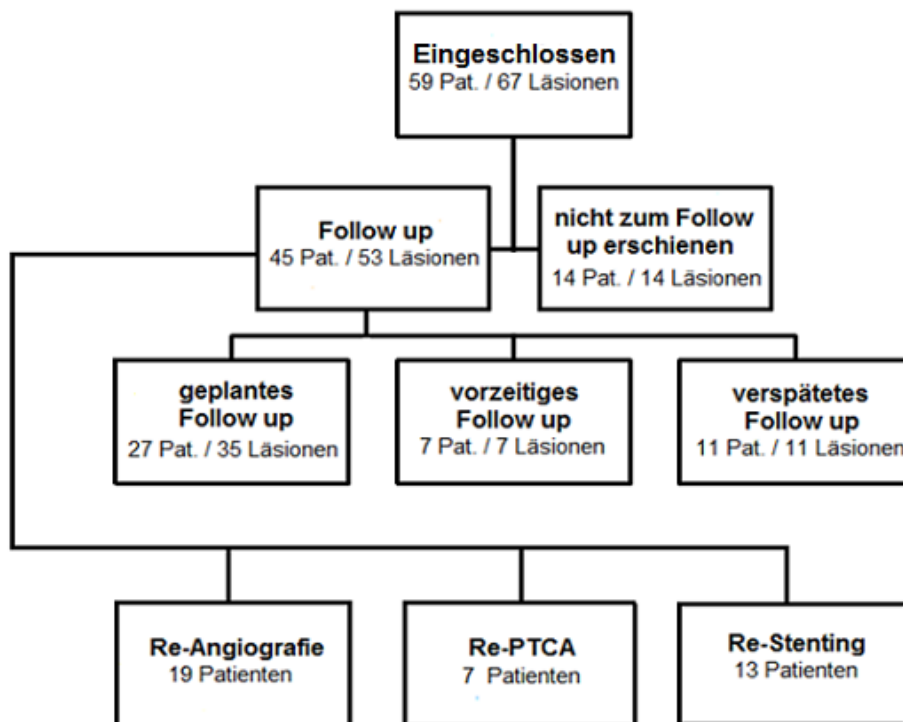 Eingeschlossen
59 Pat. / 67 Läsionen
Follow up
45 Pat. / 53 Läsionen
nicht zum Follow
up erschienen
14 Pat. / 14 Läsionen
geplantes
Follow up
27 Pat. / 35 Läsionen
vorzeitiges
Follow up
7 Pat. / 7 Läsionen
verspätetes
Follow up
11 Pat. / 11 Läsionen
Re-Angiografie
19 Patienten
Re-PTCA
7 Patienten
Re-Stenting
13 Patienten